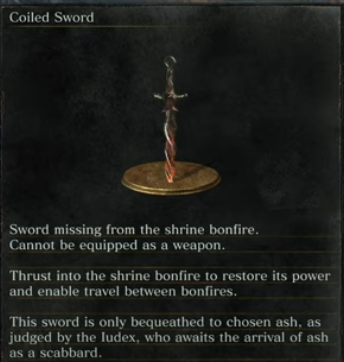 Coiled Sword
Sword missing from the shrine bonfire.
Cannot be equipped as a weapon.
Thrust into the shrine bonfire to restore its power
and enable travel between bonfires.
This sword is only bequeathed to chosen ash, as
judged by the Iudex, who awaits the arrival of ash
as a scabbard.